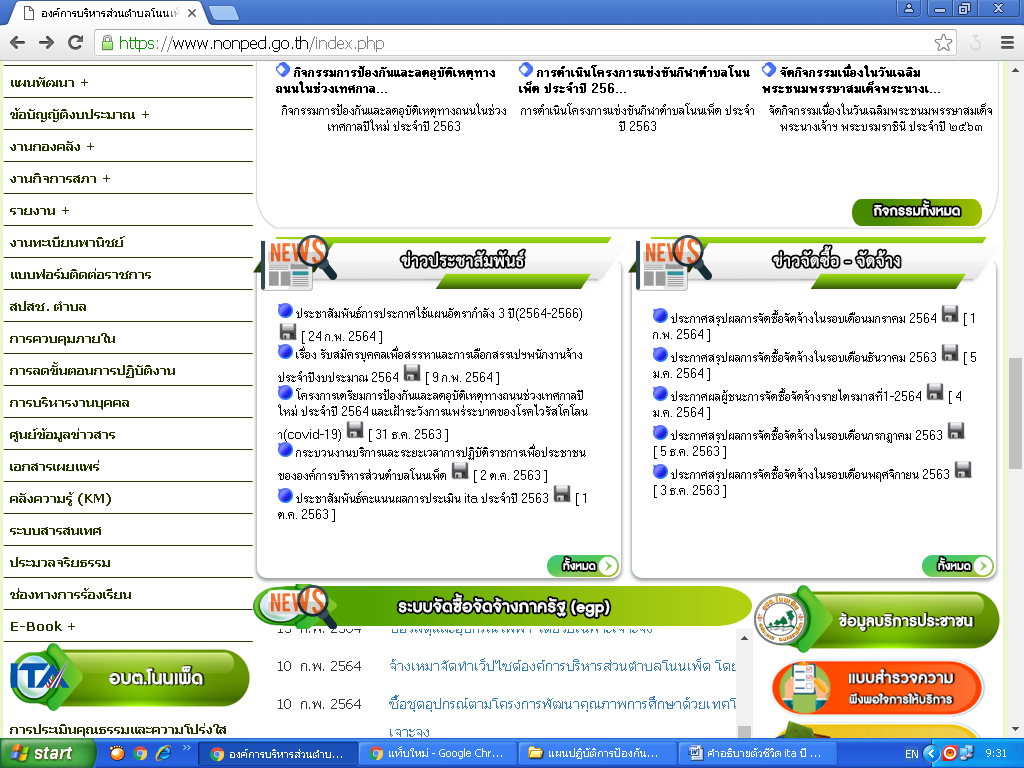 องค์การบริหารส่วนตำบลโนนเพ็
https://www.nonped.go.th/index.php
แผนพัฒนา +
ข้อบัญญัติงบประมาณ +
งานกองคลัง +
งานกิจการสภา +
รายงาน +
งานทะเบียนพานิชย์
แบบฟอร์มติดต่อราชการ
สปสช. ตำบล
การควบคุมภายใน
การลดขั้นตอนการปฏิบัติงาน
การบริหารงานบุคคล
ศูนย์ข้อมูลข่าวสาร
เอกสารเผยแพร่
คลังความรู้ (KM)
ระบบสารสนเทศ
ประมวลจริยธรรม
ช่องทางการร้องเรียน
E-Book +
ITA อบต.โนนเพ็ด
การประเมินคุณธรรมและความโปร่งใส
กิจกรรมการป้องกันและลดอุบัติเหตุทาง
ถนนในช่วงเทศกาล...
กิจกรรมการป้องกันและลดอุบัติเหตุทางถนนในช่วง
เทศกาลปีใหม่ ประจำปี 2563
การดำเนินโครงการแข่งขันกีฬาตำบลโนน
เพ็ด ประจำปี 256...
การดำเนินโครงการแข่งขันกีฬาตำบลโนนเพ็ด ประจำ
ปี 2563
จัดกิจกรรมเนื่องในวันเฉลิม
พระชนมพรรษาสมเด็จพระนางเ...
จัดกิจกรรมเนื่องในวันเฉลิมพระชนมพรรษาสมเด็จ
พระนางเจ้าฯ พระบรมราชินี ประจำปี ๒๕๖๓
กิจกรรมทั้งหมด
NEWS ข่าวประชาสัมพันธ์
ประชาสัมพันธ์การประกาศใช้แผนอัตรากำลัง 3 ปี(2564-2566)
[ 24 ก.พ. 2564 ]
เรื่อง รับสมัครบุคคลเพื่อสรรหาและการเลือกสรรเปษพนักงานจ้าง
ประจำปีงบประมาณ 2564 [ 9 ก.พ. 2564 ]
โครงการเตรียมการป้องกันและลดอุบัติเหตุทางถนนช่วงเทศกาลปี
ใหม่ ประจำปี 2564 และเฝ้าระวังการแพร่ระบาดของโรคไวรัสโคโลน
า(covid-19) [ 31 ธ.ค. 2563 ]
กระบวนงานบริการและระยะเวลาการปฏิบัติราชการเพื่อประชาชน
ขององค์การบริหารส่วนตำบลโนนเพ็ด [ 2 ต.ค. 2563 ]
ประชาสัมพันธ์คะแนนผลการประเมิน ita ประจำปี 2563 [ 1
ต.ค. 2563 ]
ทั้งหมด
NEWS ข่าวจัดซื้อ - จัดจ้าง
ประกาศสรุปผลการจัดซื้อจัดจ้างในรอบเดือนมกราคม 2564 [ 1
ก.พ. 2564 ]
ประกาศสรุปผลการจัดซื้อจัดจ้างในรอบเดือนธันวาคม 2563 [ 5
ม.ค. 2564 ]
ประกาศผลผู้ชนะการจัดซื้อจัดจ้างรายไตรมาสที่1-2564 [ 4
ม.ค. 2564 ]
ประกาศสรุปผลการจัดซื้อจัดจ้างในรอบเดือนกรกฎาคม 2563
[ 5 ธ.ค. 2563 ]
ประกาศสรุปผลการจัดซื้อจัดจ้างในรอบเดือนพฤศจิกายน 2563
[ 3 ธ.ค. 2563 ]
ทั้งหมด
NEWS ระบบจัดซื้อจัดจ้างภาครัฐ (egp)
10 ก.พ. 2564 จ้างเหมาจัดทำเว็ปไซต์องค์การบริหารส่วนตำบลโนนเพ็ด โดย
10 ก.พ. 2564 ซื้อชุดอุปกรณ์ตามโครงการพัฒนาคุณภาพการศึกษาด้วยเทคโ
เจาะจง
ข้อมูลบริการประชาชน
แบบสำรวจความ
พึงพอใจการให้บริการ
start
องค์การบริหารส่วนตำบ...
แท็บใหม่ - Google Chr...
แผนปฏิบัติการป้องกัน...
คำอธิบายตัวชี้วัด ita ปี ...
EN
9:31